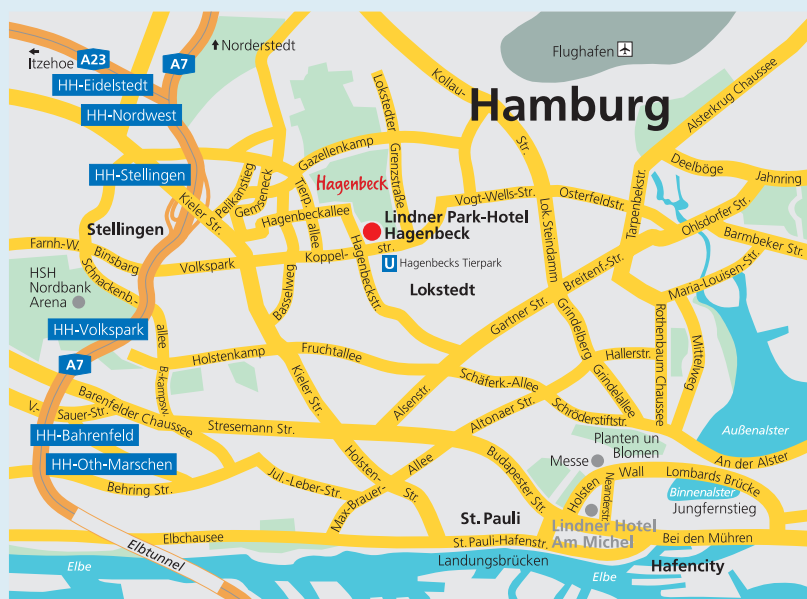 Itzehoe
A23
A7
Norderstedt
Flughafen
HH-Eidelstedt
HH-Nordwest
HH-Stellingen
Hamburg
Kollau-
Str.
Alsterkrug Chaussee
Lokstedter
Grenzstraße
Gazellenkamp
Deelböge
Jahnring
Pelikanstieg
Gemseneck
Tierp.
allee
Hagenbeck
Kieler Str.
Hagenbeckallee
Vogt-Wells-Str.
Osterfeldstr.
Tarpenbekstr.
Ohlsdorfer Str.
Barmbeker Str.
Lindner Park-Hotel
Hagenbeck
Lok. Steindamm
Stellingen
Farnh.-W.
Binsbarg
Schnackenb.-
allee
Volkspark
Koppel-
str.
U
Hagenbecks Tierpark
Hagenbeckstr.
Basselweg
Lokstedt
Breitenf.-Str.
Maria-Louisen-Str.
HSH
Nordbank
Arena
HH-Volkspark
Gärtner Str.
Grindelberg
Rothenbaum Chaussee
Mittelweg
Hallerstr.
Grindelallee
A7
B-kampsw.
Holstenkamp
Fruchtallee
Kieler Str.
Schäferk.-Allee
Alsenstr.
Altonaer Str.
Schröderstiftstr.
V.-
Sauer-Str.
Barenfelder Chaussee
Stresemann Str.
HH-Bahrenfeld
HH-Oth-Marschen
Behring Str.
Jul.-Leber-Str.
Holsten-
Str.
Max-Brauer-
Allee
Budapester Str.
Außenalster
Planten un
Blomen
Messe
An der Alster
Holsten
Wall
Neanderstr.
Lombards Brücke
Binnenalster
Jungfernstieg
St. Pauli
Lindner Hotel
Am Michel
Elbchausee
St. Pauli-Hafenstr.
Bei den Mühren
Landungsbrücken
Hafencity
Elbtunnel
Elbe
Elbe